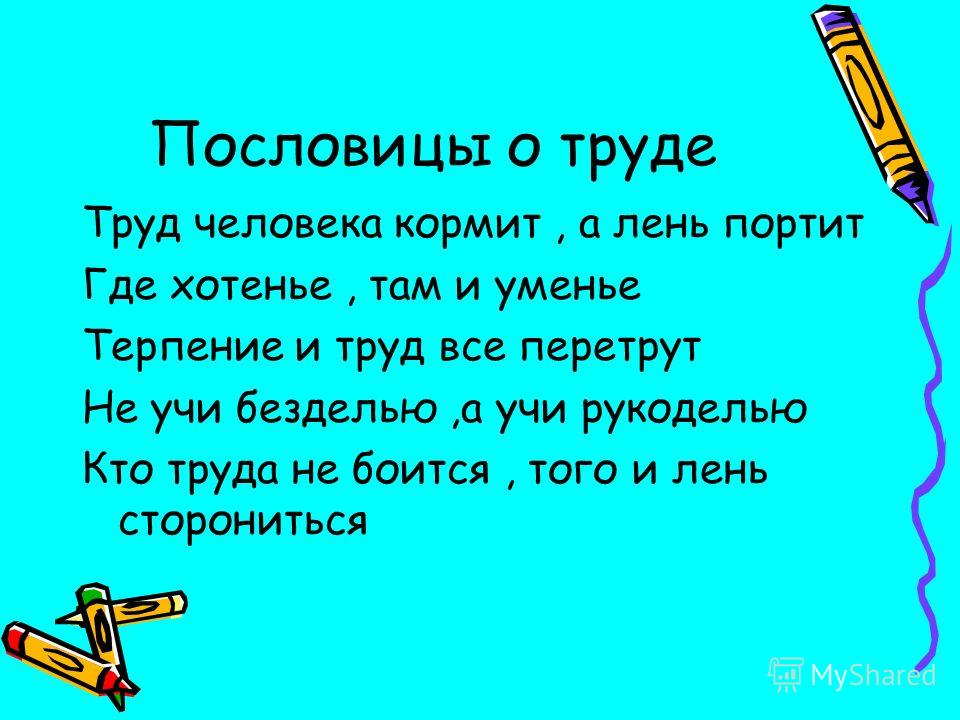 Пословицы о труде
Труд человека кормит , а лень портит
Где хотенье , там и уменье
Терпение и труд все перетрут
Не учи безделью ,а учи рукоделью
Кто труда не боится , того и лень
сторониться
MyShared